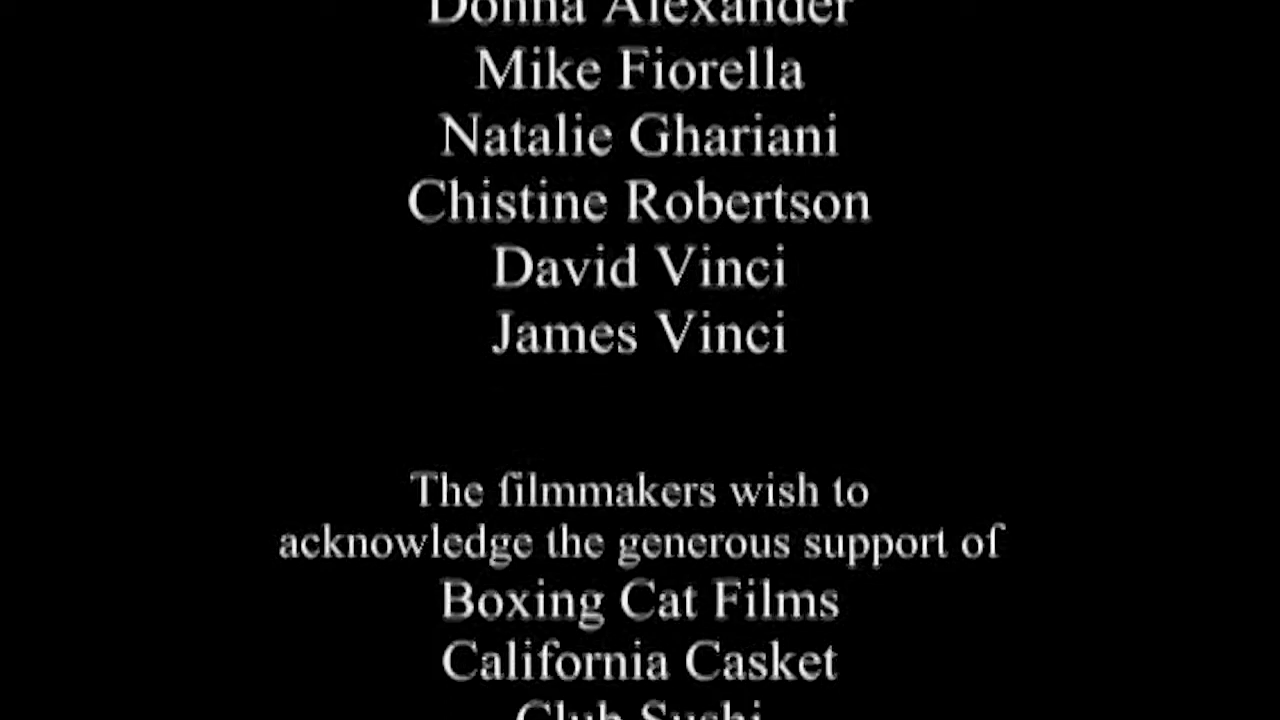 Donna Alexander
Mike Fiorella
Natalie Ghariani
Chistine Robertson
David Vinci
James Vinci
The filmmakers wish to
acknowledge the generous support of
Boxing Cat Films
California Casket
Club Sushi